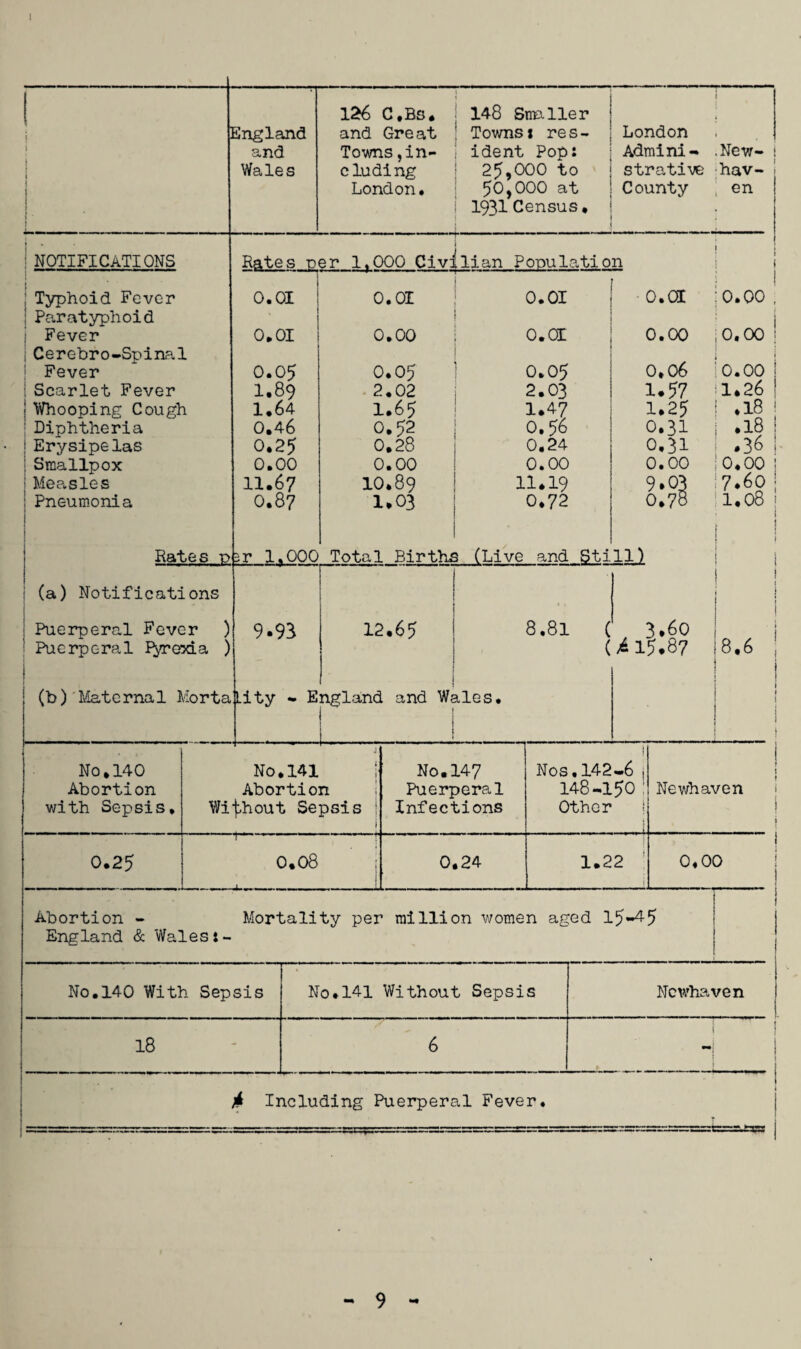 England and Wales | 126 C.Bs. and Great Towns,including London. | 148 Smaller Towns: resident Pop: 25,000 to 50,000 at 1931 Census. | London Administrative County | Newhaven
NOTIFICATIONS | Rates per 1,000 Civilian Population
Typhoid Fever | 0.01 | 0.01 | 0.01 | 0.01 | 0.00
Paratyphoid
Fever | 0.01 | 0.00 | 0.01 | 0.00 | 0.00
Cerebro-Spinal
Fever | 0.05 | 0.05 | 0.05 | 0.06 | 0.00
Scarlet Fever | 1.89 | 2.02 | 2.03 | 1.57 | 1.26
Whooping Cough | 1.64 | 1.65 | 1.47 | 1.25 | .18
Diphtheria | 0.46 | 0.52 | 0.56 | 0.31 | .18
Erysipelas | 0.25 | 0.28 | 0.24 | 0.31 | .36
Smallpox | 0.00 | 0.00 | 0.00 | 0.00 | 0.00
Measles | 11.67 | 10.89 | 11.19 | 9.03 | 7.60
Pneumonia | 0.87 | 1.03 | 0.72 | 0.78 | 1.08
Rates per 1,000 Total Births (Live and Still)
(a) Notifications
Puerperal Fever ) | 9.93 | 12.65 | 8.81 | ( 3.60
Puerperal Pyrexia ) | (⧸ 15.87 | 8.6
(b) Maternal Mortality - England and Wales.
No.140 Abortion with Sepsis. | No.141 Abortion Without Sepsis | No.147 Puerperal Infections | Nos.142-6 148-150 Other | Newhaven
0.25 | 0.08 | 0.24 | 1.22 | 0.00
Abortion - Mortality per million women aged 15-45
England & Wales:-
No.140 With Sepsis | No.141 Without Sepsis | Newhaven
18 | 6 | -
⧸ Including Puerperal Fever.
- 9 -